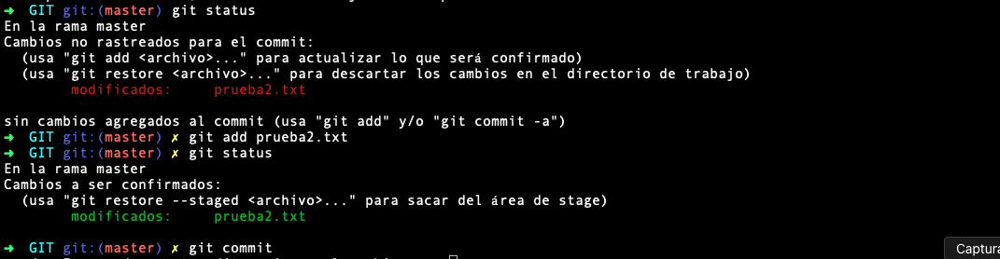 ➜ GIT git:(master) git status
En la rama master
Cambios no rastreados para el commit:
(usa "git add <archivo>..." para actualizar lo que será confirmado)
(usa "git restore <archivo>..." para descartar los cambios en el directorio de trabajo)
modificados: prueba2.txt
sin cambios agregados al commit (usa "git add" y/o "git commit -a")
➜ GIT git:(master) ✗ git add prueba2.txt
➜ GIT git:(master) ✗ git status
En la rama master
Cambios a ser confirmados:
(usa "git restore --staged <archivo>..." para sacar del área de stage)
modificados: prueba2.txt
➜ GIT git:(master) ✗ git commit
Captura